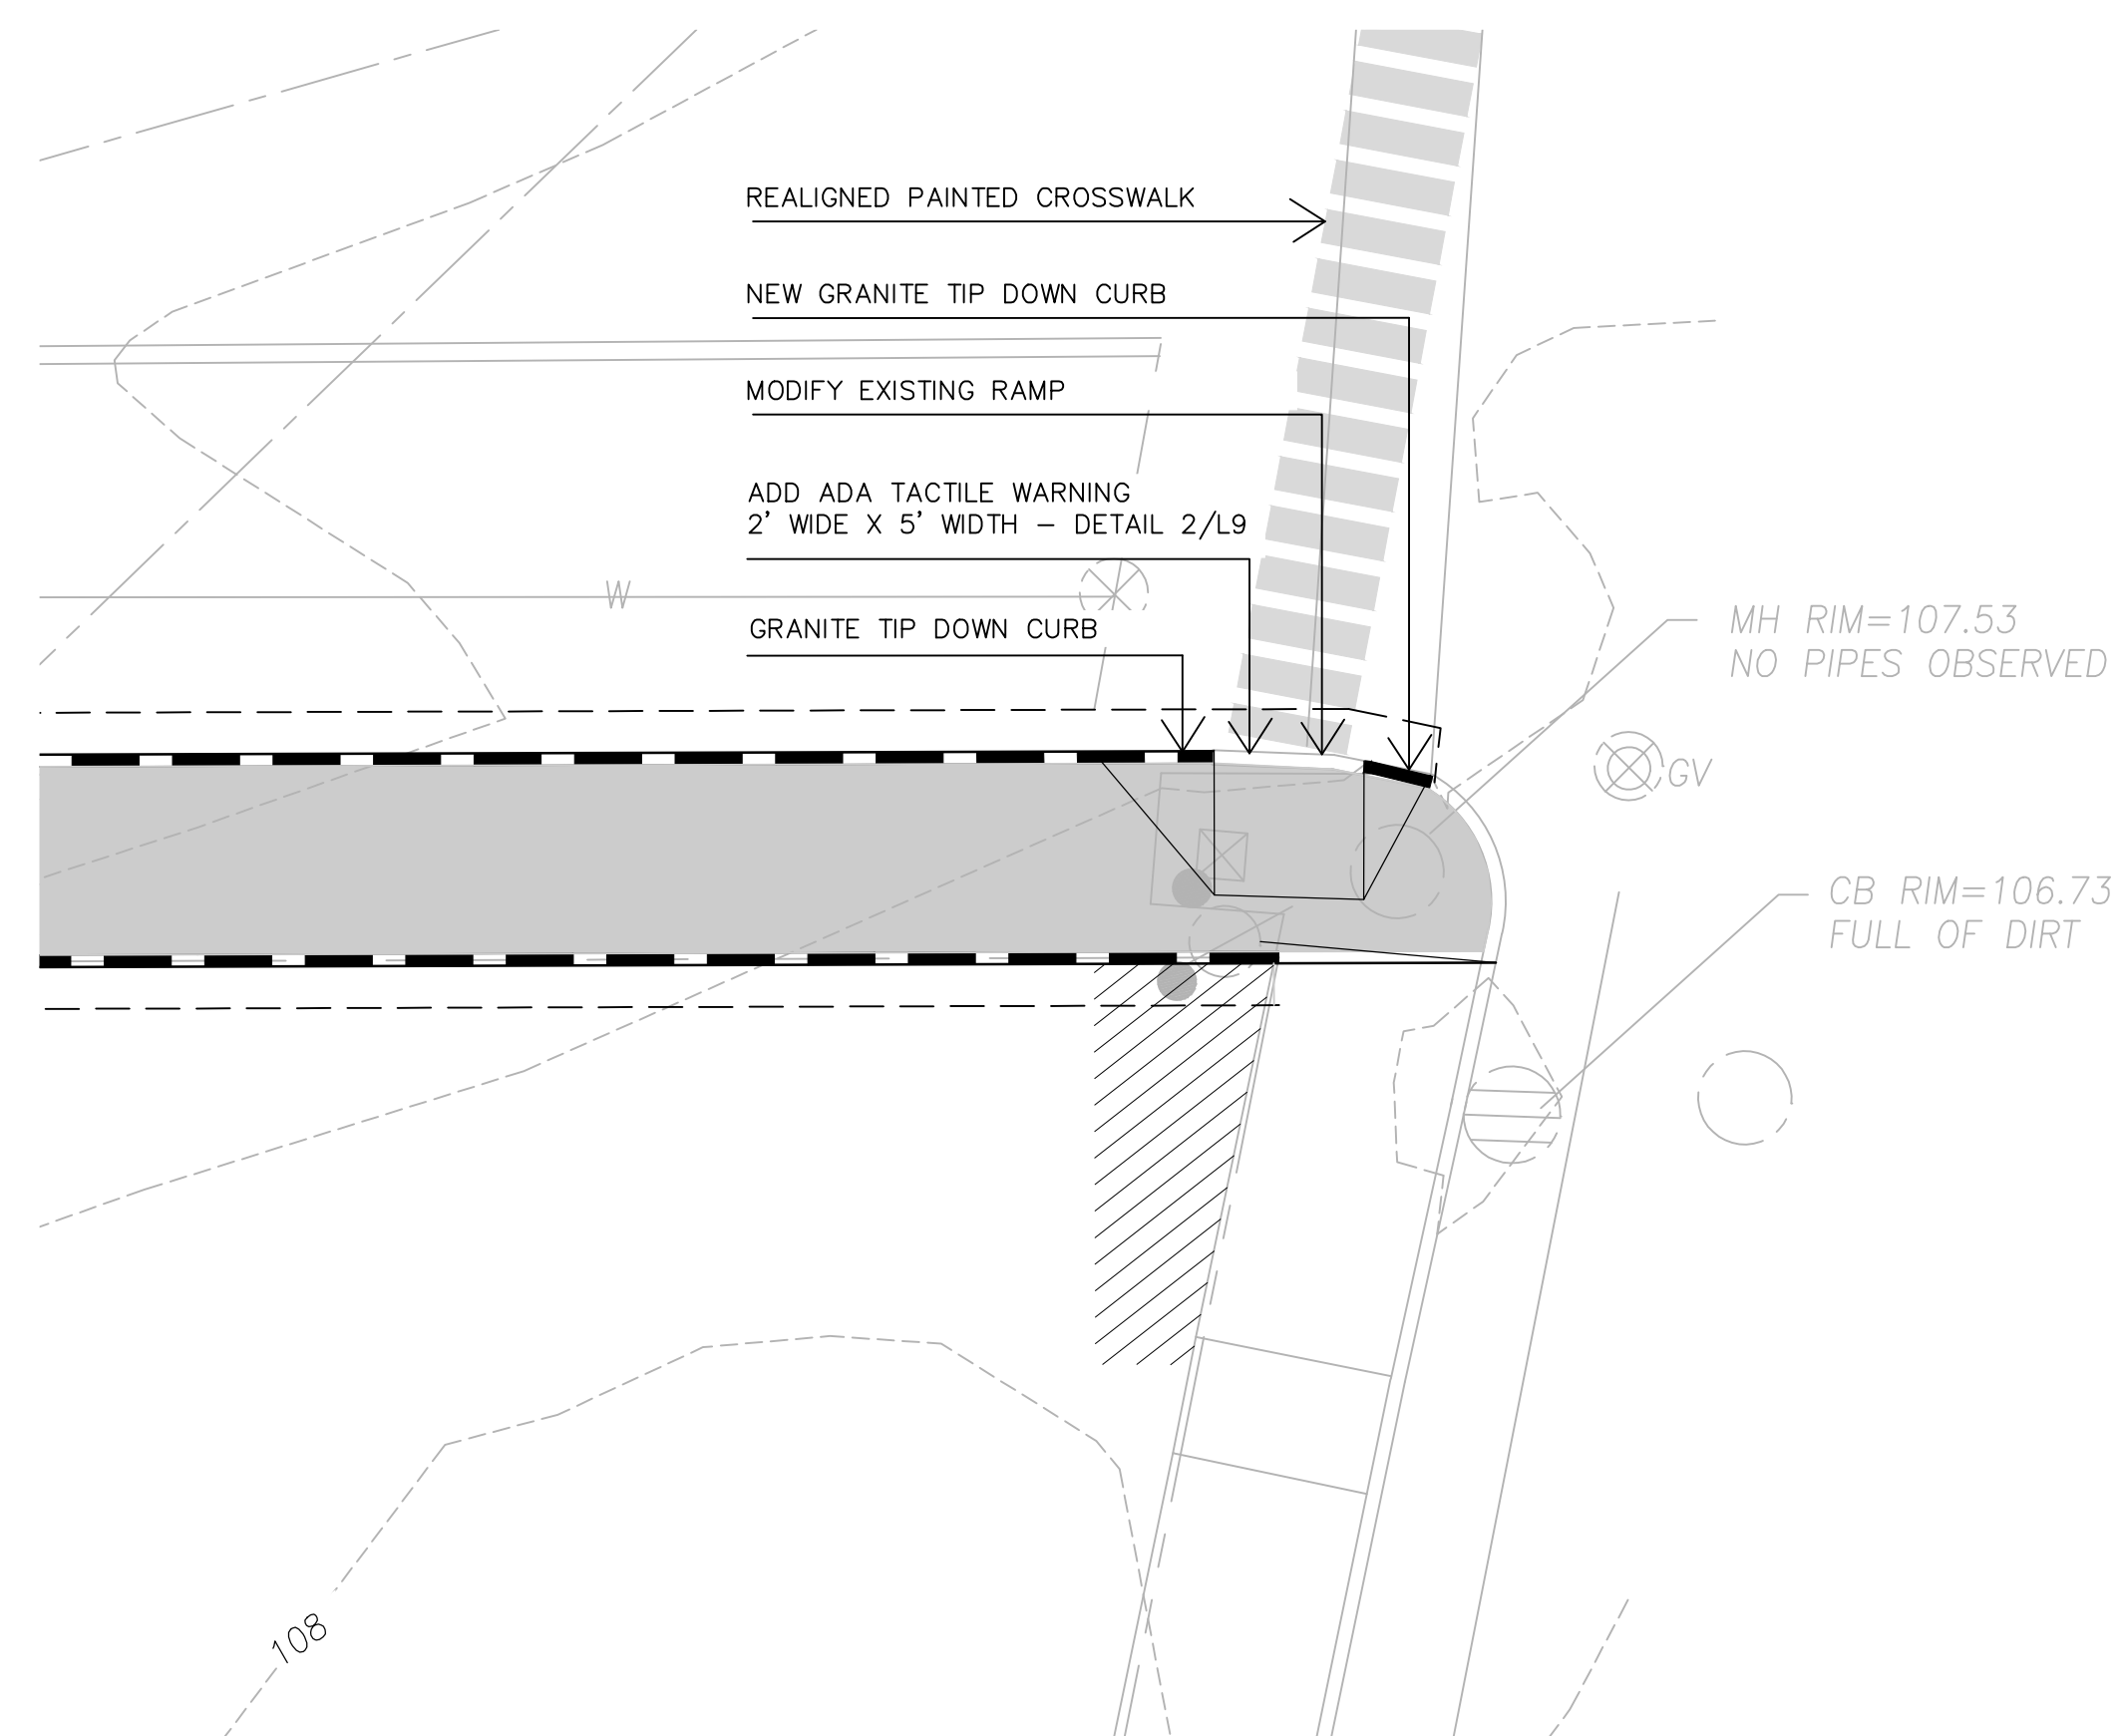 REALIGNED PAINTED CROSSWALK
NEW GRANITE TIP DOWN CURB
MODIFY EXISTING RAMP
ADD ADA TACTILE WARNING
2' WIDE X 5' WIDTH – DETAIL 2/L9
W
GRANITE TIP DOWN CURB
MH RIM=107.53
NO PIPES OBSERVED
GV
CB RIM=106.73
FULL OF DIRT
108